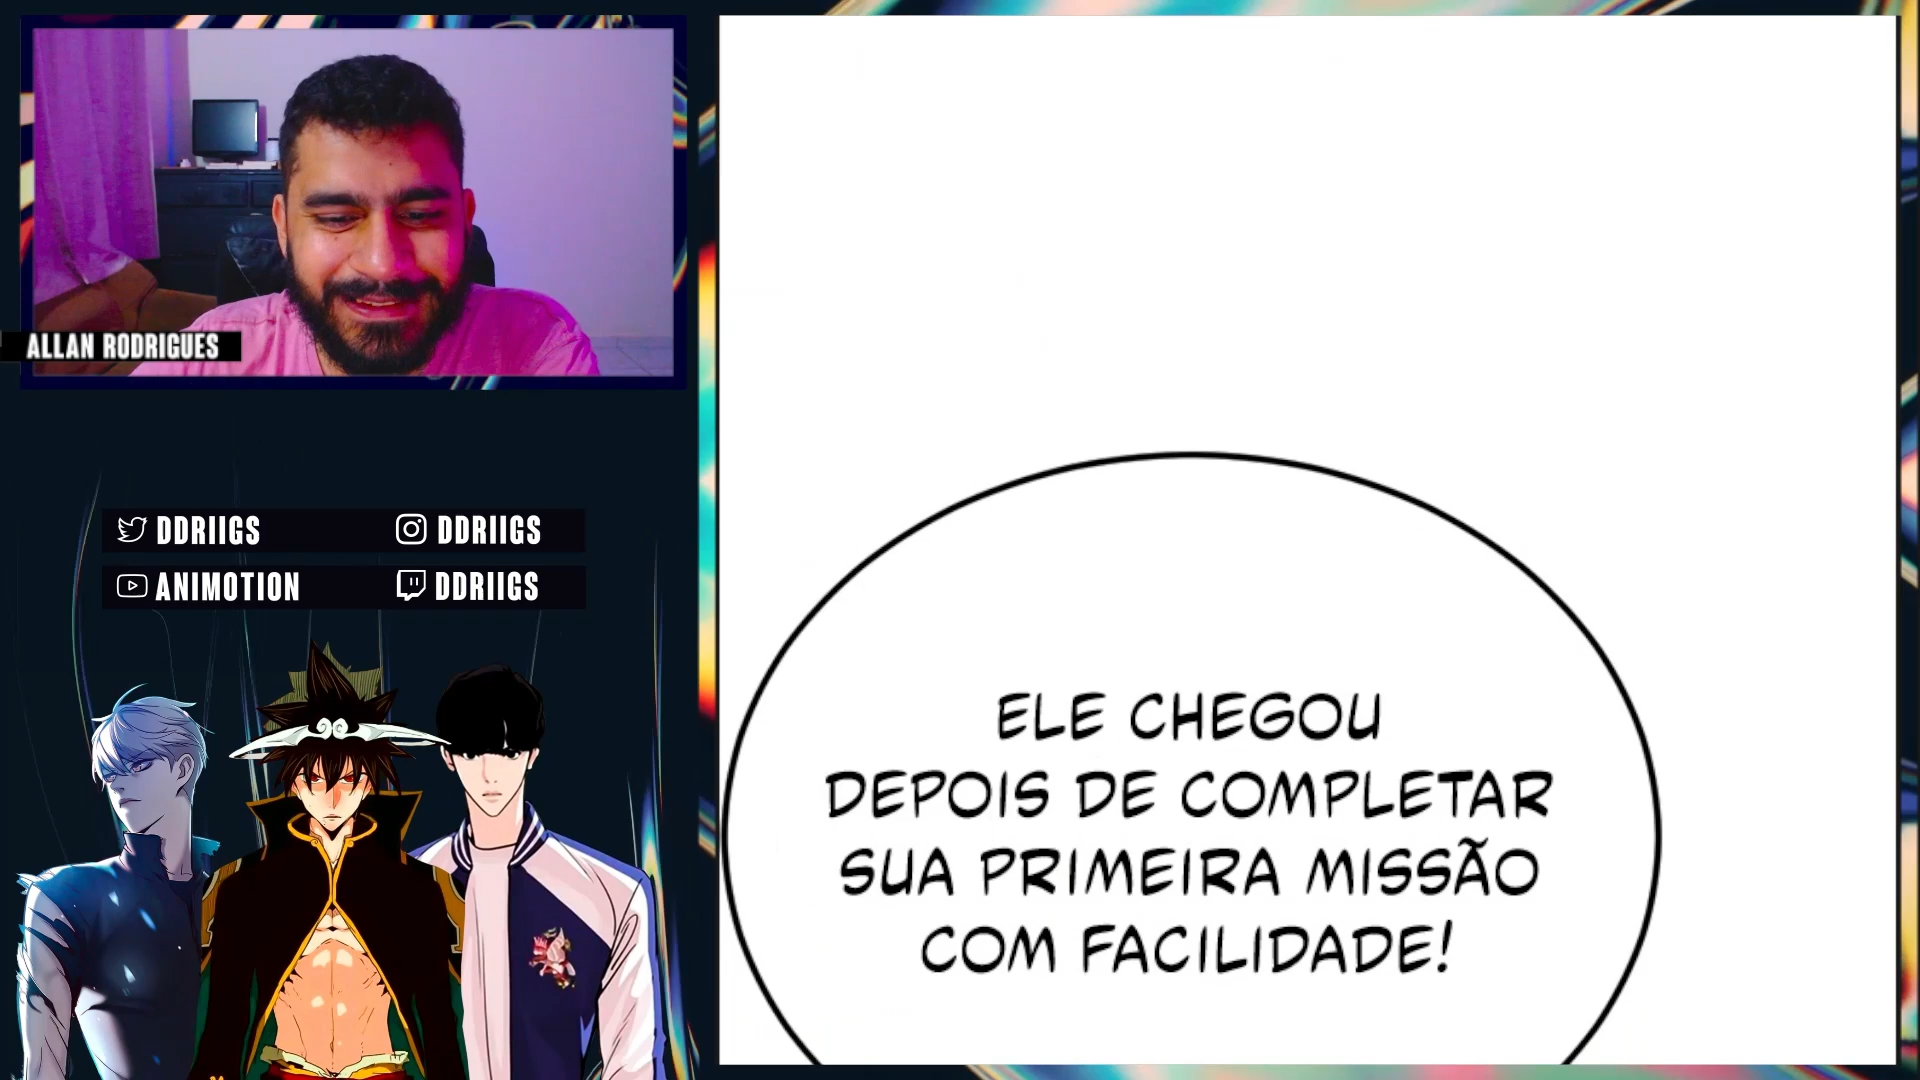 ALLAN RODRIGUES
DDRIIGS
DDRIIGS
ANIMOTION
DDRIIGS
ELE CHEGOU
DEPOIS DE COMPLETAR
SUA PRIMEIRA MISSÃO
COM FACILIDADE!